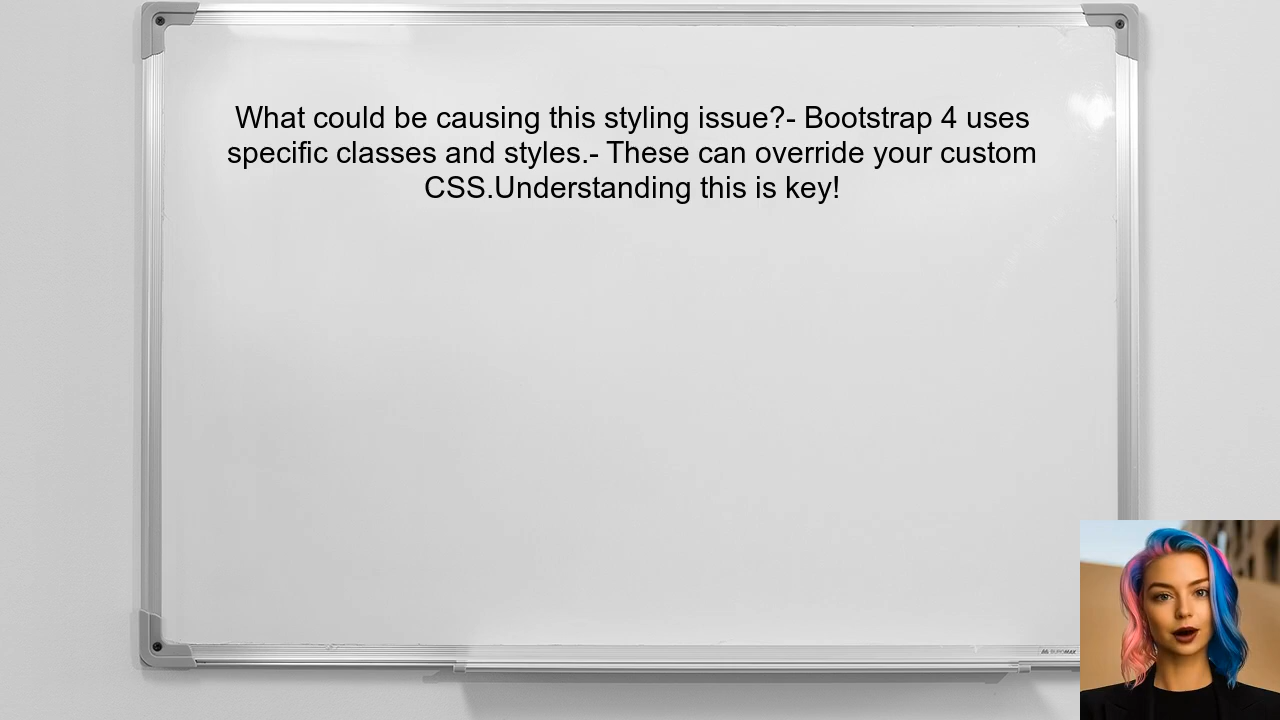 What could be causing this styling issue?- Bootstrap 4 uses
specific classes and styles.- These can override your custom
CSS.Understanding this is key!